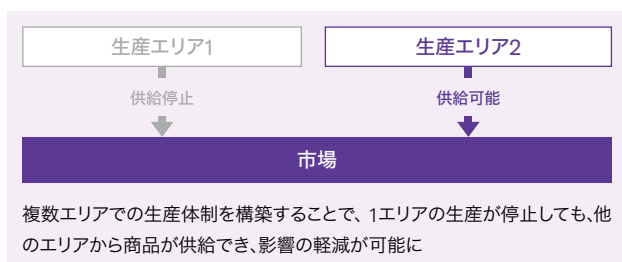 生産エリア1
生産エリア2
供給停止
供給可能
市場
複数エリアでの生産体制を構築することで、1エリアの生産が停止しても、他
のエリアから商品が供給でき、影響の軽減が可能に